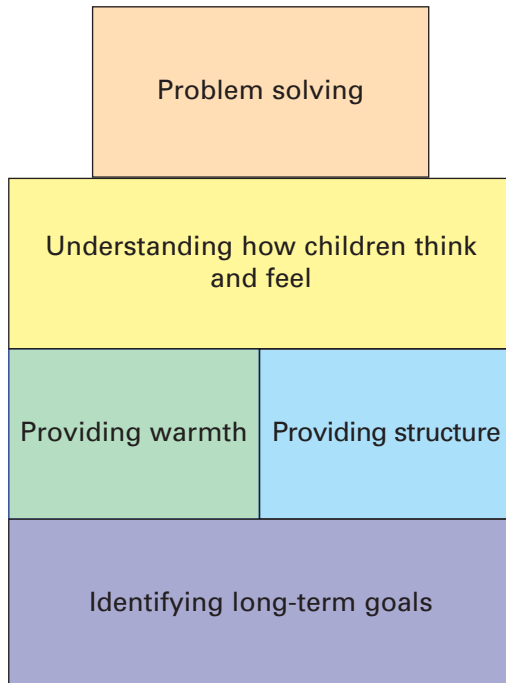 Problem solving
Understanding how children think
and feel
Providing warmth
Providing structure
Identifying long-term goals